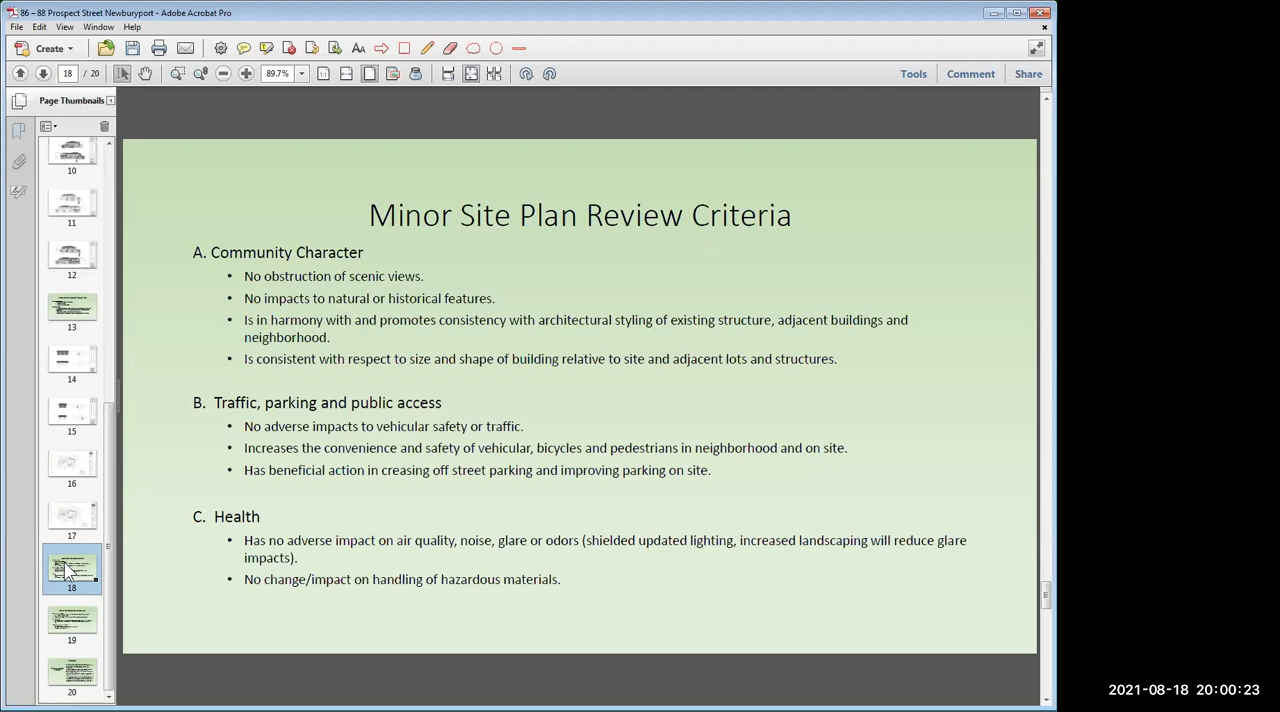 86 – 88 Prospect Street Newburyport - Adobe Acrobat Pro
File Edit View Window Help
Create
18 / 20
89.7%
Tools Comment Share
Page Thumbnails
10
11
12
13
14
15
16
17
18
19
20
Minor Site Plan Review Criteria
A. Community Character
• No obstruction of scenic views.
• No impacts to natural or historical features.
• Is in harmony with and promotes consistency with architectural styling of existing structure, adjacent buildings and
neighborhood.
• Is consistent with respect to size and shape of building relative to site and adjacent lots and structures.
B. Traffic, parking and public access
• No adverse impacts to vehicular safety or traffic.
• Increases the convenience and safety of vehicular, bicycles and pedestrians in neighborhood and on site.
• Has beneficial action in creasing off street parking and improving parking on site.
C. Health
• Has no adverse impact on air quality, noise, glare or odors (shielded updated lighting, increased landscaping will reduce glare
impacts).
• No change/impact on handling of hazardous materials.
2021-08-18 20:00:23